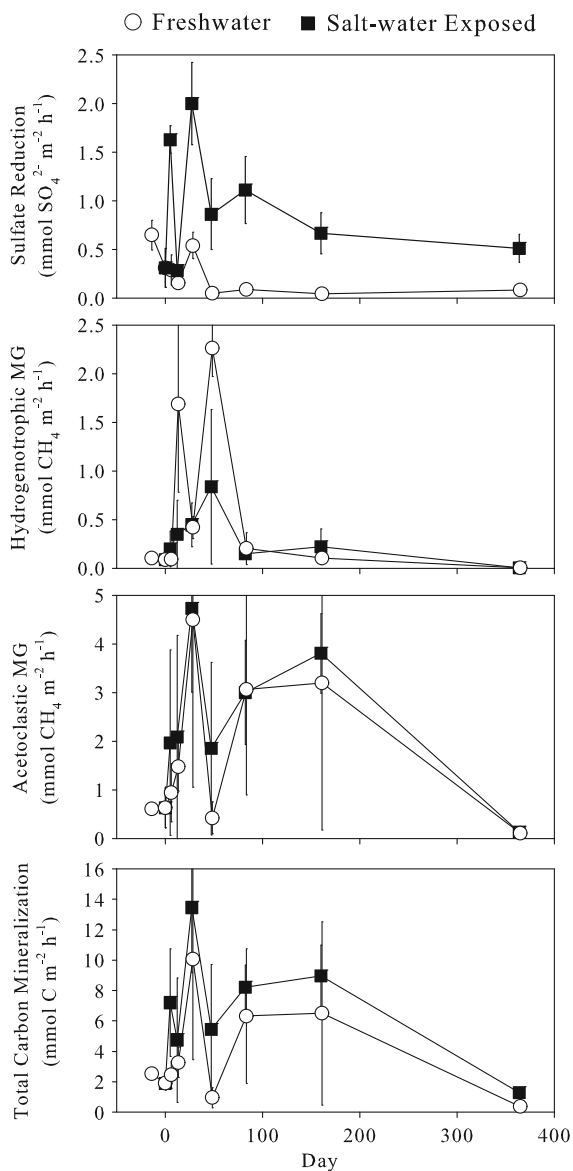 Freshwater Salt-water Exposed
Sulfate Reduction
(mmol SO₄²⁻ m⁻² h⁻¹)
2.5
2.0
1.5
1.0
0.5
0.0
Hydrogenotrophic MG
(mmol CH₄ m⁻² h⁻¹)
2.5
2.0
1.5
1.0
0.5
0.0
Acetoclastic MG
(mmol CH₄ m⁻² h⁻¹)
5
4
3
2
1
0
Total Carbon Mineralization
(mmol C m⁻² h⁻¹)
16
14
12
10
8
6
4
2
0
0 100 200 300 400
Day